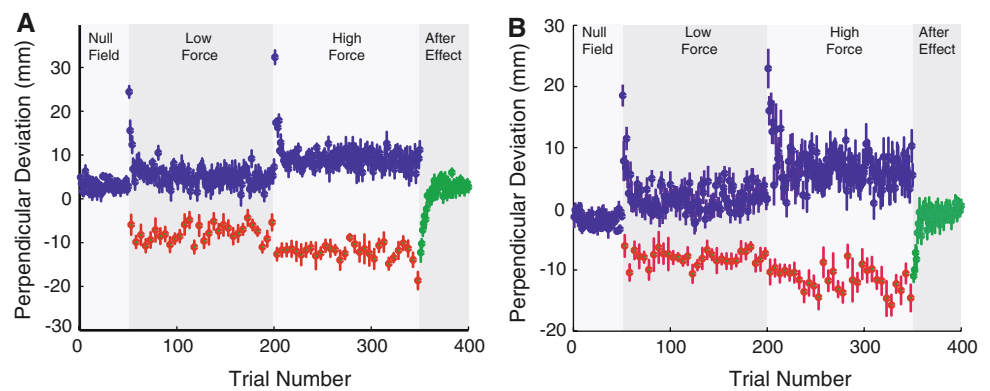 A
Null Field
Low Force
High Force
After Effect
Perpendicular Deviation (mm)
30
20
10
0
-10
-20
-30
0
100
200
300
400
Trial Number
B
Null Field
Low Force
High Force
After Effect
Perpendicular Deviation (mm)
40
30
20
10
0
-10
-20
0
100
200
300
400
Trial Number